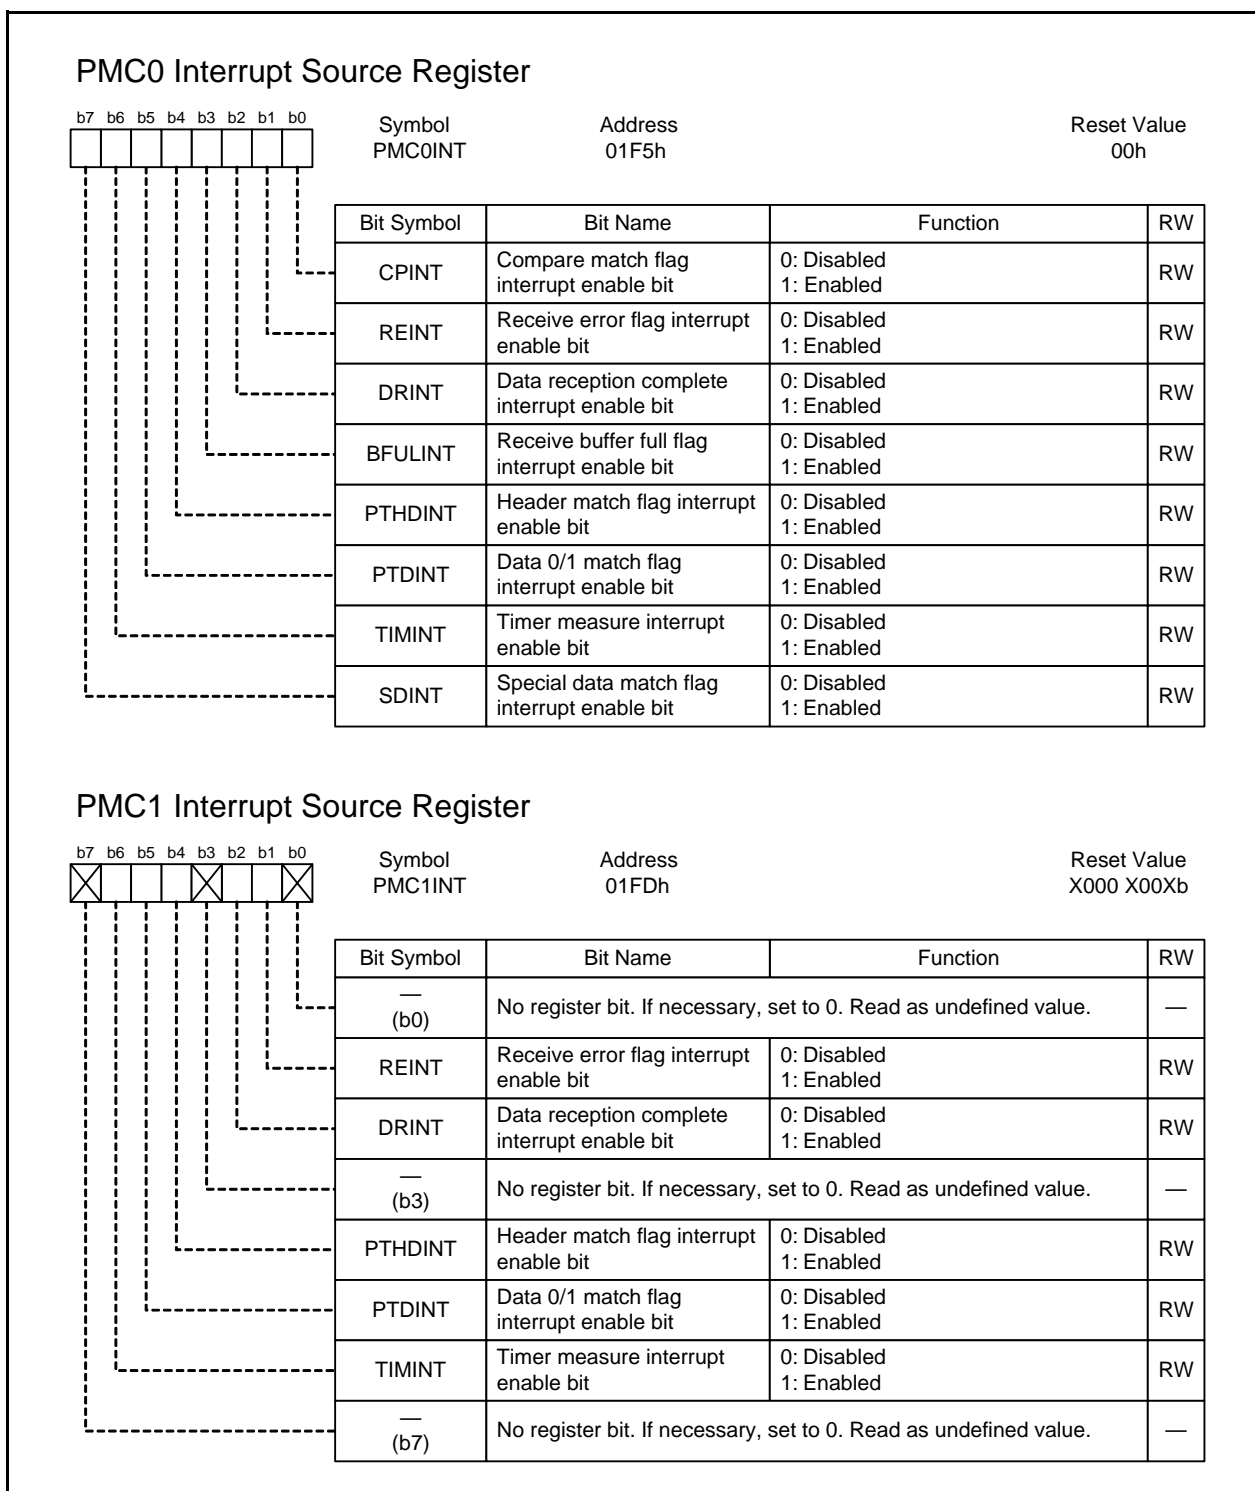 PMC0 Interrupt Source Register
b7 b6 b5 b4 b3 b2 b1 b0
Symbol Address Reset Value
PMC0INT 01F5h 00h
Bit Symbol Bit Name Function RW
CPINT Compare match flag interrupt enable bit 0: Disabled 1: Enabled RW
REINT Receive error flag interrupt enable bit 0: Disabled 1: Enabled RW
DRINT Data reception complete interrupt enable bit 0: Disabled 1: Enabled RW
BFULINT Receive buffer full flag interrupt enable bit 0: Disabled 1: Enabled RW
PTHDINT Header match flag interrupt enable bit 0: Disabled 1: Enabled RW
PTDINT Data 0/1 match flag interrupt enable bit 0: Disabled 1: Enabled RW
TIMINT Timer measure interrupt enable bit 0: Disabled 1: Enabled RW
SDINT Special data match flag interrupt enable bit 0: Disabled 1: Enabled RW
PMC1 Interrupt Source Register
b7 b6 b5 b4 b3 b2 b1 b0
Symbol Address Reset Value
PMC1INT 01FDh X000 X00Xb
Bit Symbol Bit Name Function RW
— (b0) No register bit. If necessary, set to 0. Read as undefined value. —
REINT Receive error flag interrupt enable bit 0: Disabled 1: Enabled RW
DRINT Data reception complete interrupt enable bit 0: Disabled 1: Enabled RW
— (b3) No register bit. If necessary, set to 0. Read as undefined value. —
PTHDINT Header match flag interrupt enable bit 0: Disabled 1: Enabled RW
PTDINT Data 0/1 match flag interrupt enable bit 0: Disabled 1: Enabled RW
TIMINT Timer measure interrupt enable bit 0: Disabled 1: Enabled RW
— (b7) No register bit. If necessary, set to 0. Read as undefined value. —